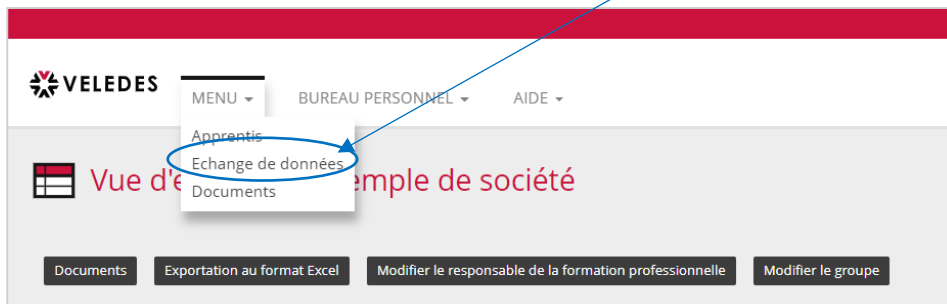 VELEDES
MENU BUREAU PERSONNEL AIDE
Apprentis
Echange de données
Documents
Vue d'e emple de société
Documents Exportation au format Excel Modifier le responsable de la formation professionnelle Modifier le groupe